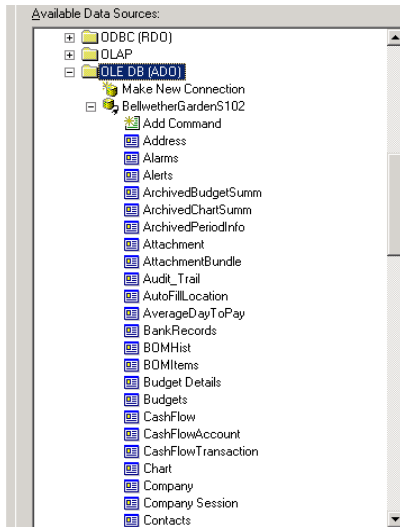 Available Data Sources:
ODBC (RDO)
OLAP
OLE DB (ADO)
Make New Connection
BellwetherGardenS102
Add Command
Address
Alarms
Alerts
ArchivedBudgetSumm
ArchivedChartSumm
ArchivedPeriodInfo
Attachment
AttachmentBundle
Audit_Trail
AutoFillLocation
AverageDayToPay
BankRecords
BOMHist
BOMItems
Budget Details
Budgets
CashFlow
CashFlowAccount
CashFlowTransaction
Chart
Company
Company Session
Contacts